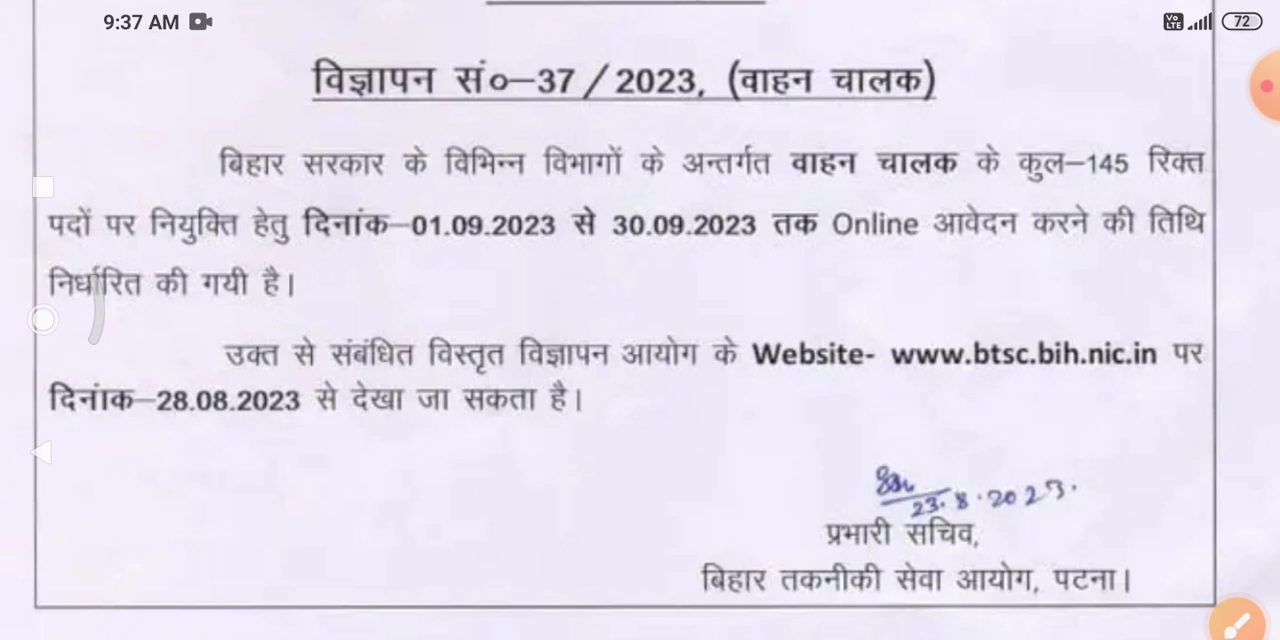 9:37 AM
Vo LTE
72
विज्ञापन सं०–37 / 2023, (वाहन चालक)
बिहार सरकार के विभिन्न विभागों के अन्तर्गत वाहन चालक के कुल–145 रिक्त
पदों पर नियुक्ति हेतु दिनांक–01.09.2023 से 30.09.2023 तक Online आवेदन करने की तिथि
निर्धारित की गयी है।
उक्त से संबंधित विस्तृत विज्ञापन आयोग के Website- www.btsc.bih.nic.in पर
दिनांक–28.08.2023 से देखा जा सकता है।
23.8.2023.
प्रभारी सचिव,
बिहार तकनीकी सेवा आयोग, पटना।